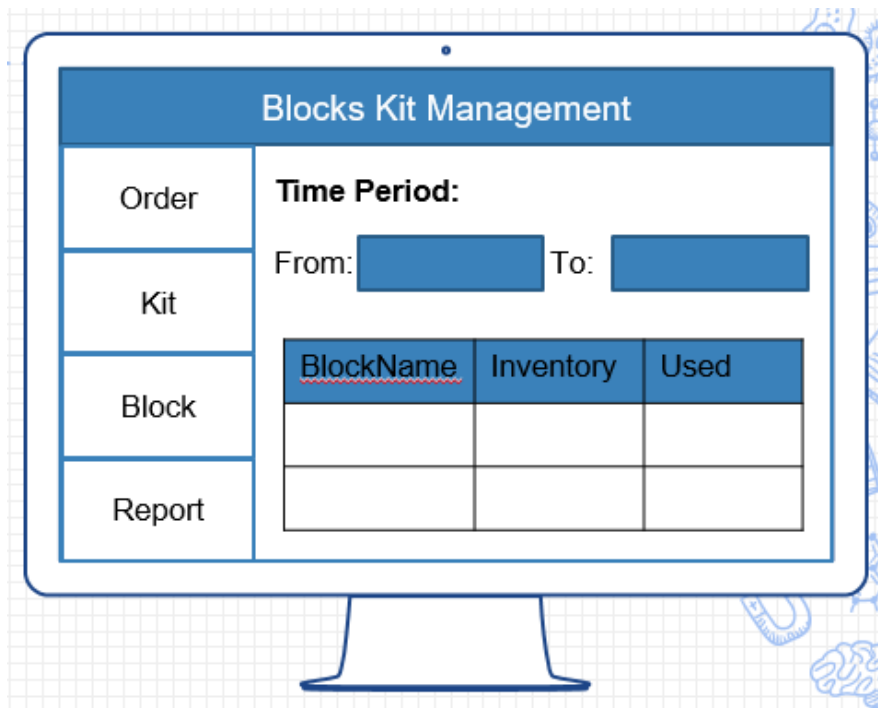 Blocks Kit Management
Order
Kit
Block
Report
Time Period:
From: To:
BlockName Inventory Used